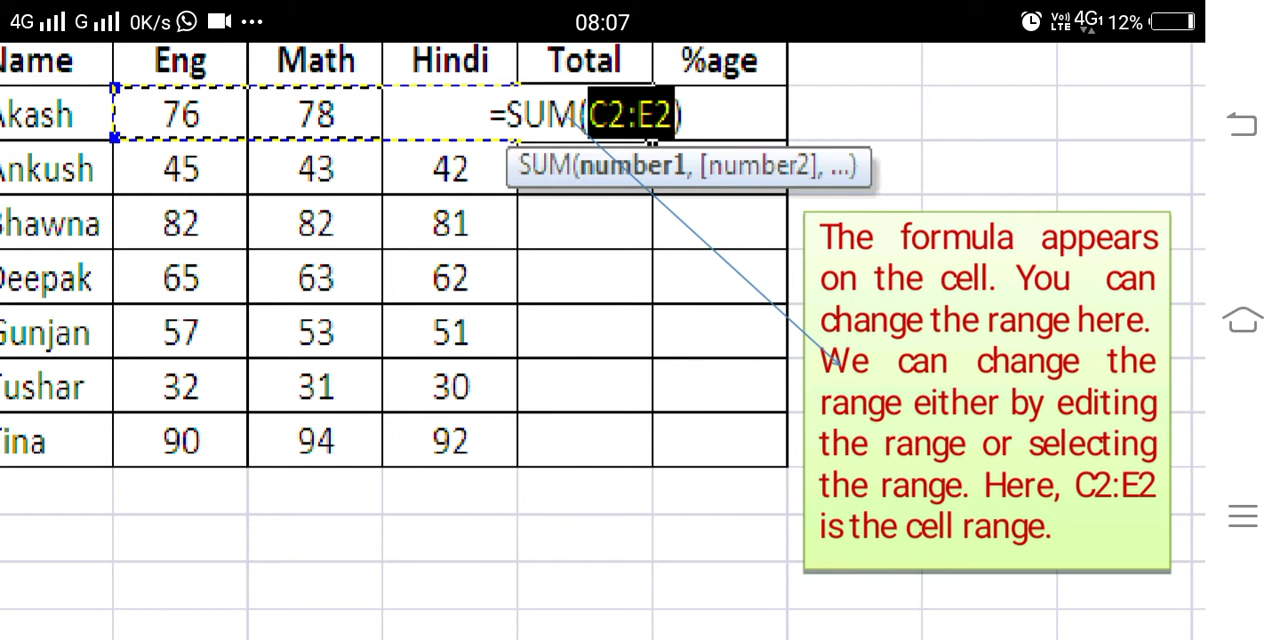 4G G 0K/s 08:07 Vo) LTE 4G1 12%
Name Eng Math Hindi Total %age
Akash 76 78 =SUM(C2:E2)
SUM(number1, [number2], ...)
Ankush 45 43 42
Bhawna 82 82 81
Deepak 65 63 62
Gunjan 57 53 51
Tushar 32 31 30
Tina 90 94 92
The formula appears
on the cell. You can
change the range here.
We can change the
range either by editing
the range or selecting
the range. Here, C2:E2
is the cell range.